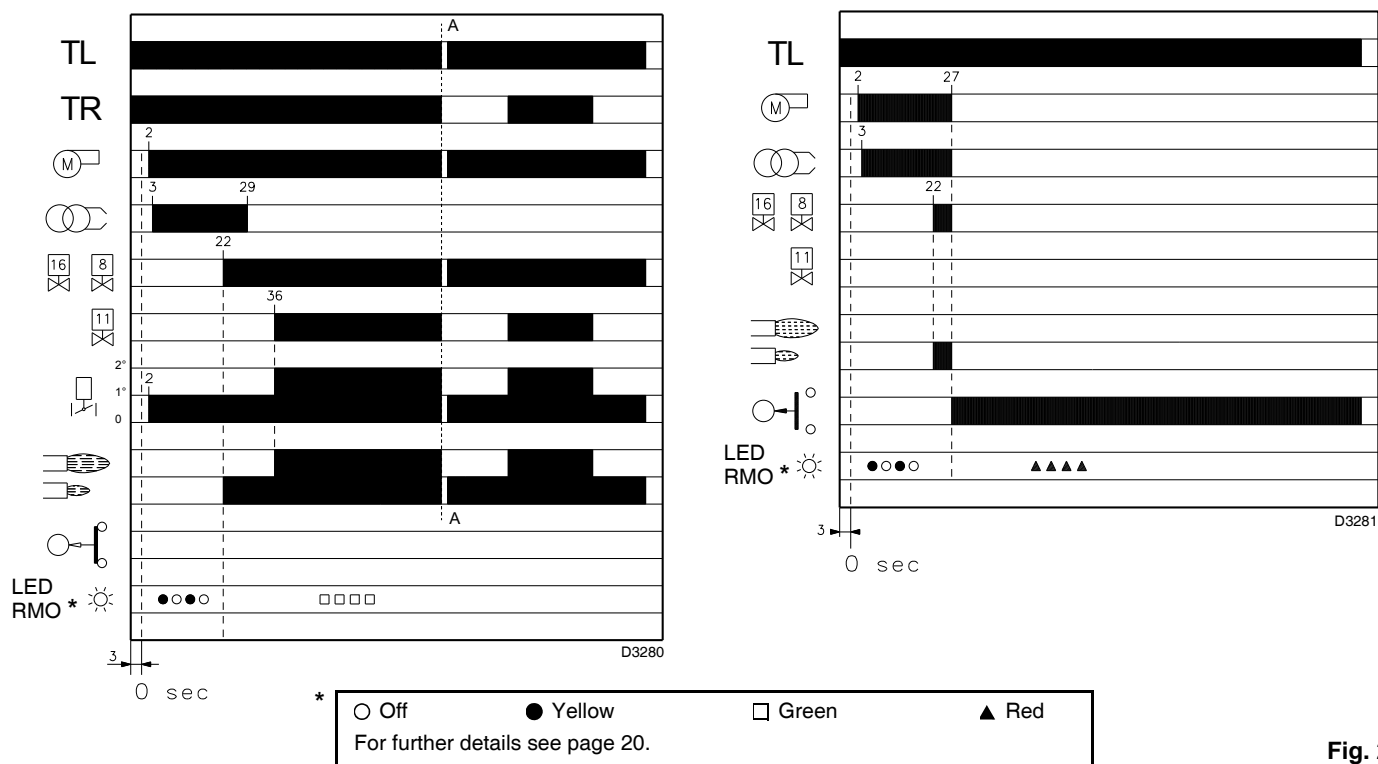 A
TL
TR
2
M
3 29
22
16 8
36
11
2°
1°
0
2
A
LED
RMO *
D3280
3
0 sec
TL
2 27
M
3
22
16 8
11
LED
RMO *
D3281
3
0 sec
*
Off Yellow Green Red
For further details see page 20.
Fig.